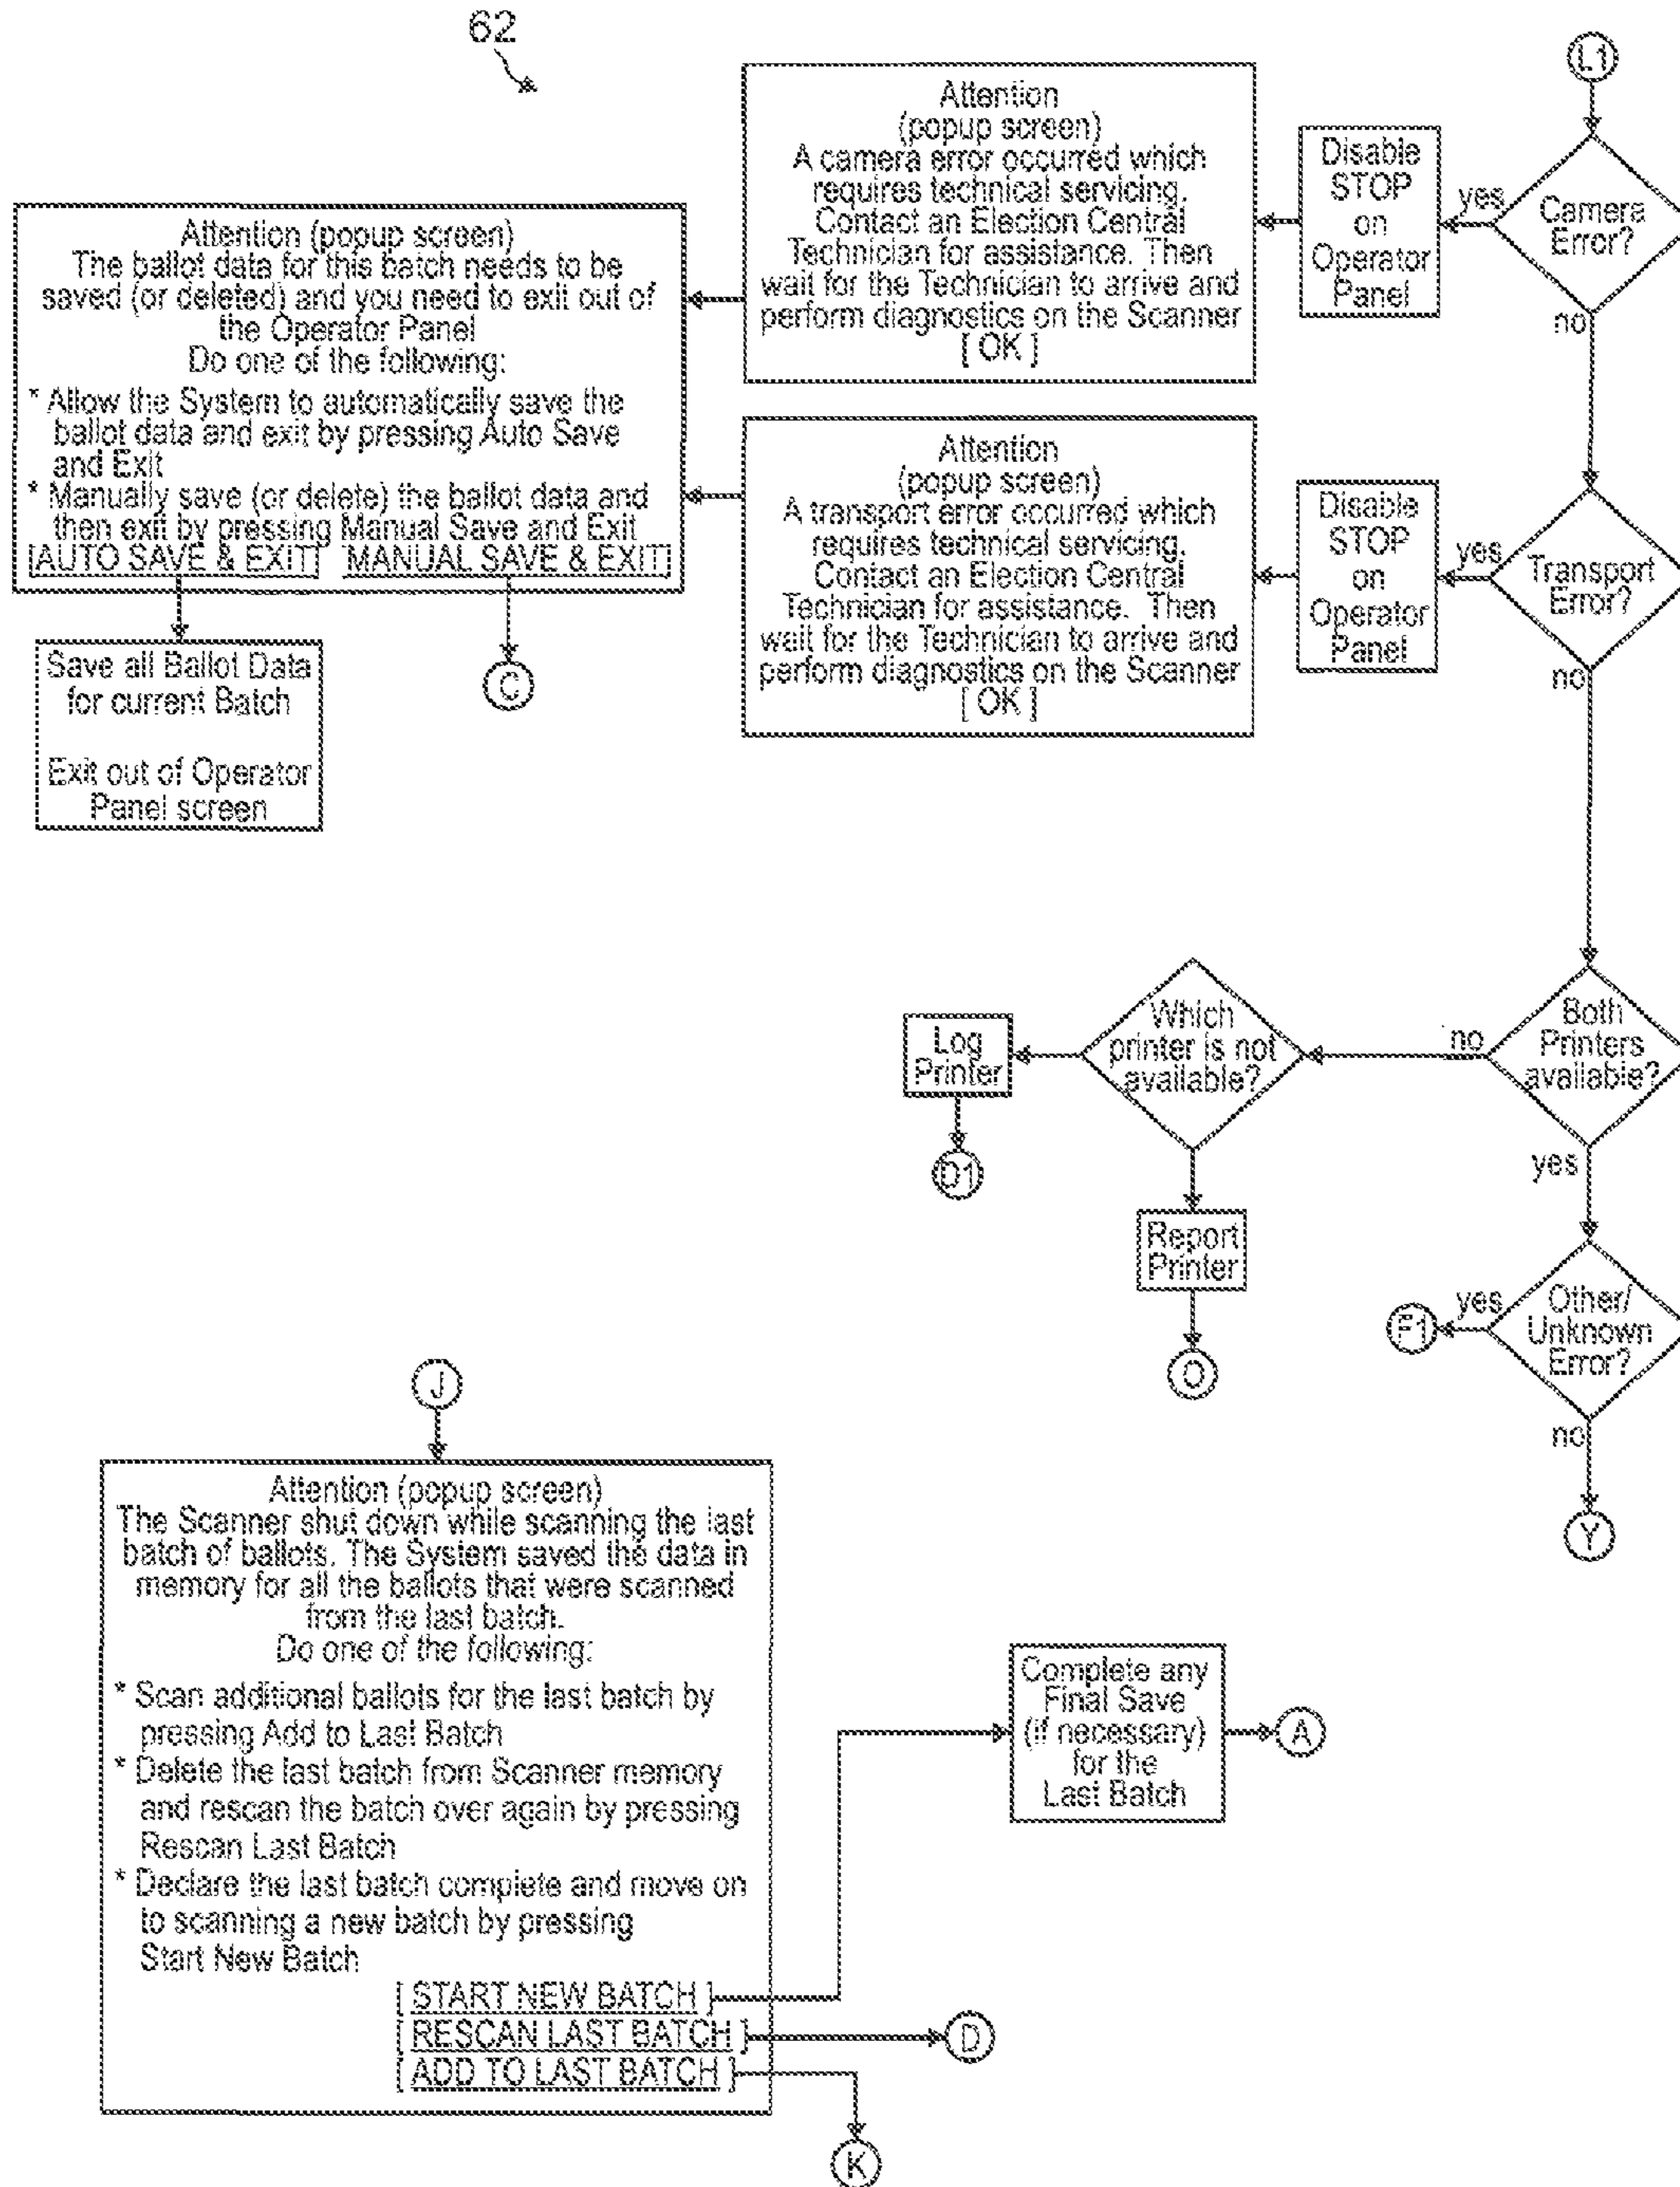 62
L1
Camera
Error?
yes
no
Disable
STOP
on
Operator
Panel
Attention
(popup screen)
A camera error occurred which
requires technical servicing.
Contact an Election Central
Technician for assistance. Then
wait for the Technician to arrive and
perform diagnostics on the Scanner
[ OK ]
Attention (popup screen)
The ballot data for this batch needs to be
saved (or deleted) and you need to exit out of
the Operator Panel
Do one of the following:
* Allow the System to automatically save the
ballot data and exit by pressing Auto Save
and Exit
* Manually save (or delete) the ballot data and
then exit by pressing Manual Save and Exit
[AUTO SAVE & EXIT] [MANUAL SAVE & EXIT]
Save all Ballot Data
for current Batch
Exit out of Operator
Panel screen
C
Transport
Error?
yes
no
Disable
STOP
on
Operator
Panel
Attention
(popup screen)
A transport error occurred which
requires technical servicing.
Contact an Election Central
Technician for assistance. Then
wait for the Technician to arrive and
perform diagnostics on the Scanner
[ OK ]
Both
Printers
available?
no
yes
Which
printer is not
available?
Log
Printer
D1
Report
Printer
O
Other/
Unknown
Error?
yes
F1
no
Y
J
Attention (popup screen)
The Scanner shut down while scanning the last
batch of ballots. The System saved the data in
memory for all the ballots that were scanned
from the last batch.
Do one of the following:
* Scan additional ballots for the last batch by
pressing Add to Last Batch
* Delete the last batch from Scanner memory
and rescan the batch over again by pressing
Rescan Last Batch
* Declare the last batch complete and move on
to scanning a new batch by pressing
Start New Batch
[ START NEW BATCH ]
[ RESCAN LAST BATCH ]
[ ADD TO LAST BATCH ]
Complete any
Final Save
(if necessary)
for the
Last Batch
A
D
K